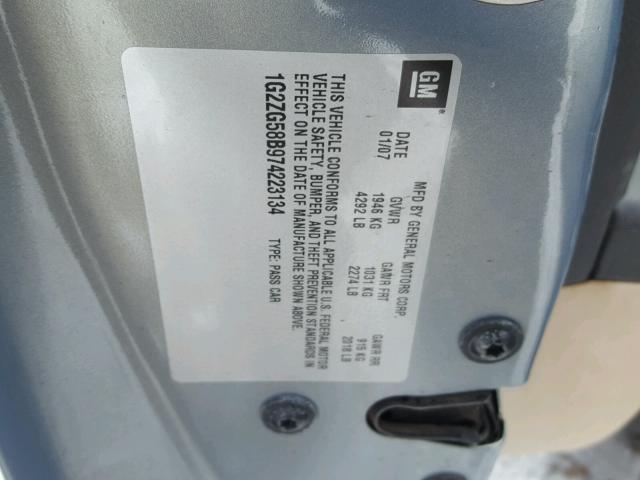 GM
MFD BY GENERAL MOTORS CORP.
DATE GVWR GAWR FRT GAWR RR
01/07 1946 KG 1031 KG 915 KG
4292 LB 2274 LB 2018 LB
THIS VEHICLE CONFORMS TO ALL APPLICABLE U.S. FEDERAL MOTOR
VEHICLE SAFETY, BUMPER, AND THEFT PREVENTION STANDARDS IN
EFFECT ON THE DATE OF MANUFACTURE SHOWN ABOVE.
1G2ZG58B974223134 TYPE: PASS CAR